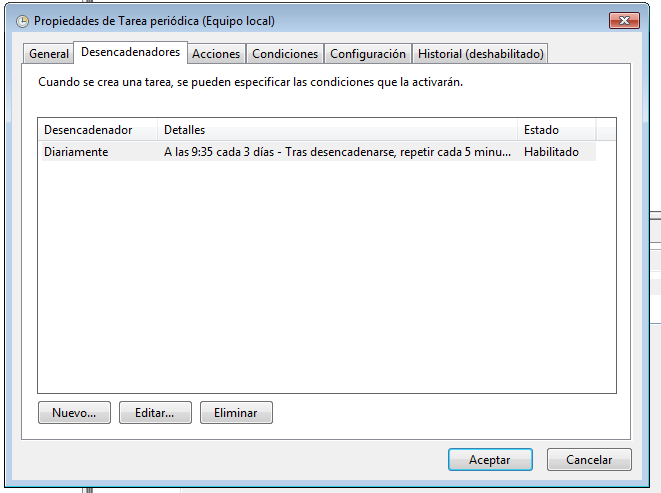 Propiedades de Tarea periódica (Equipo local)
General Desencadenadores Acciones Condiciones Configuración Historial (deshabilitado)
Cuando se crea una tarea, se pueden especificar las condiciones que la activarán.
Desencadenador Detalles Estado
Diariamente A las 9:35 cada 3 días - Tras desencadenarse, repetir cada 5 minu... Habilitado
Nuevo... Editar... Eliminar
Aceptar Cancelar